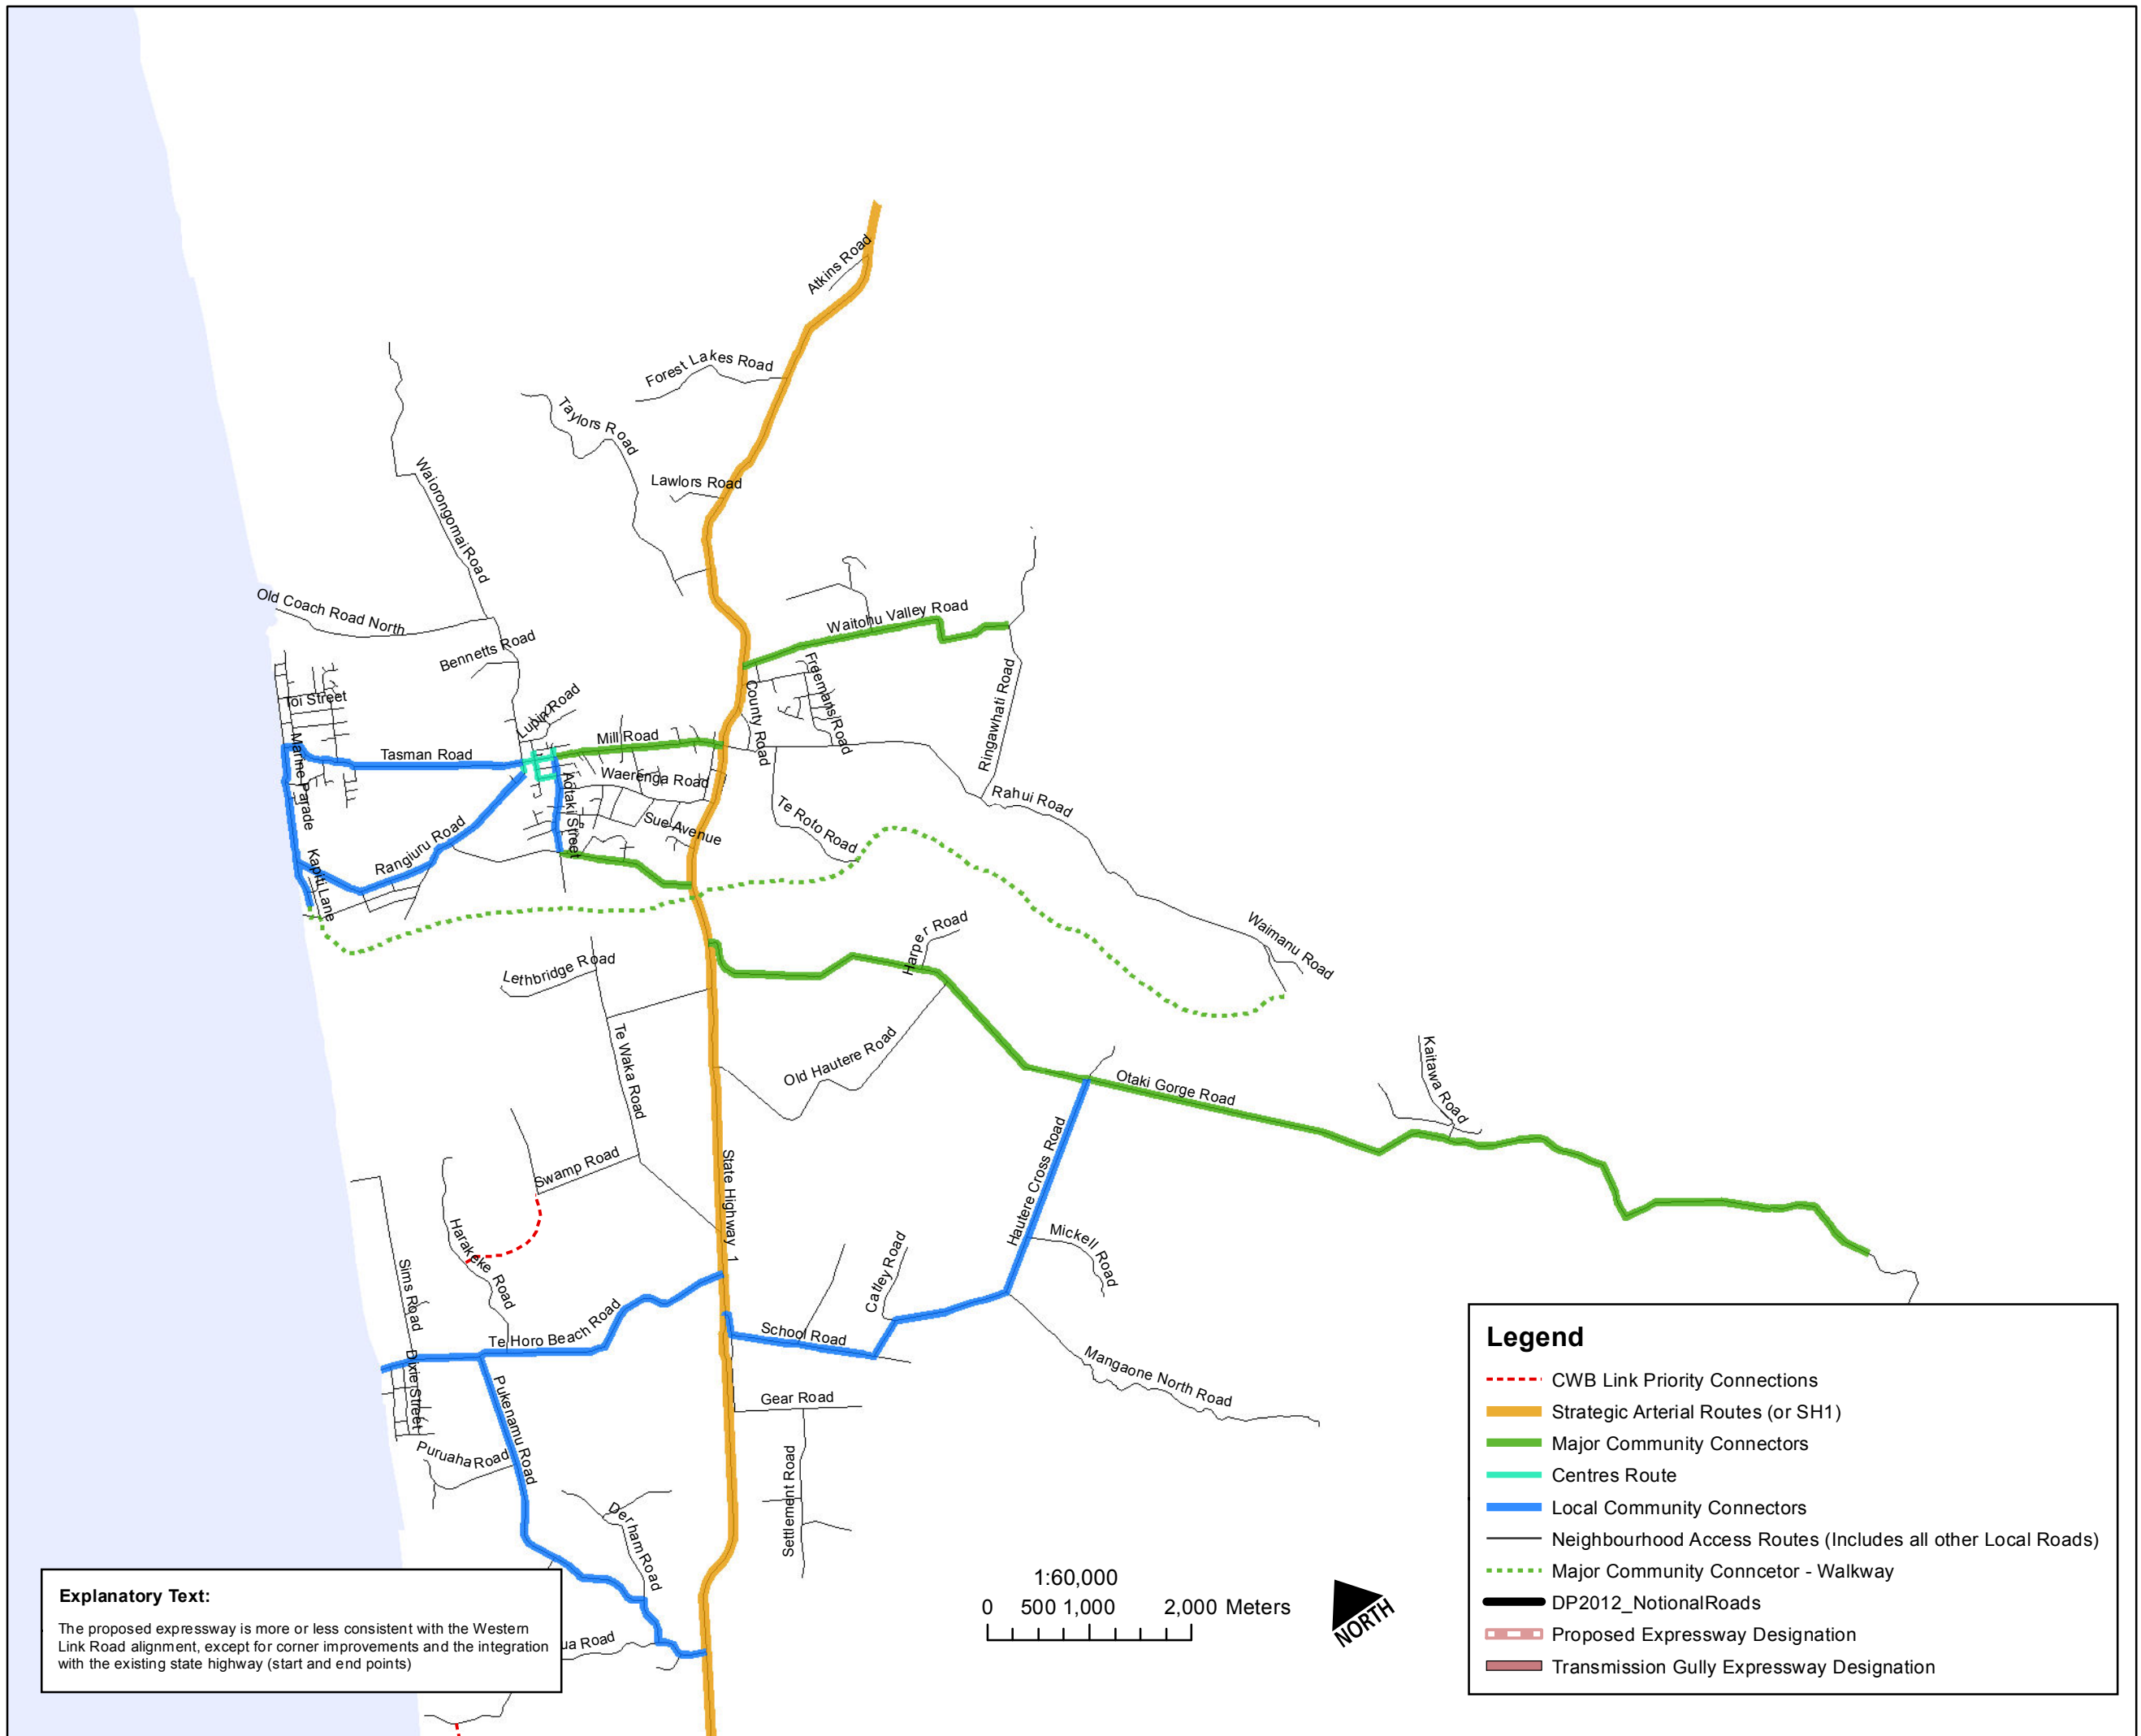 Atkins Road
Forest Lakes Road
Taylors Road
Lawlors Road
Waiorongomai Road
Old Coach Road North
Bennetts Road
Waitohu Valley Road
Freemans Road
County Road
Ringawhati Road
Toi Street
Lupin Road
Mill Road
Tasman Road
Marine Parade
Waerenga Road
Aotaki Street
Rahui Road
Te Roto Road
Sue Avenue
Rangiuru Road
Kapiti Lane
Waimanu Road
Harper Road
Lethbridge Road
Te Waka Road
Old Hautere Road
Otaki Gorge Road
Kaitawa Road
Hautere Cross Road
Swamp Road
State Highway 1
Harakeke Road
Sims Road
Mickell Road
Catley Road
Te Horo Beach Road
School Road
Dixie Street
Pukenamu Road
Mangaone North Road
Gear Road
Puruaha Road
Settlement Road
Derham Road
ua Road
Legend
CWB Link Priority Connections
Strategic Arterial Routes (or SH1)
Major Community Connectors
Centres Route
Local Community Connectors
Neighbourhood Access Routes (Includes all other Local Roads)
Major Community Conncetor - Walkway
DP2012_NotionalRoads
Proposed Expressway Designation
Transmission Gully Expressway Designation
1:60,000
0 500 1,000 2,000 Meters
NORTH
Explanatory Text:
The proposed expressway is more or less consistent with the Western
Link Road alignment, except for corner improvements and the integration
with the existing state highway (start and end points)